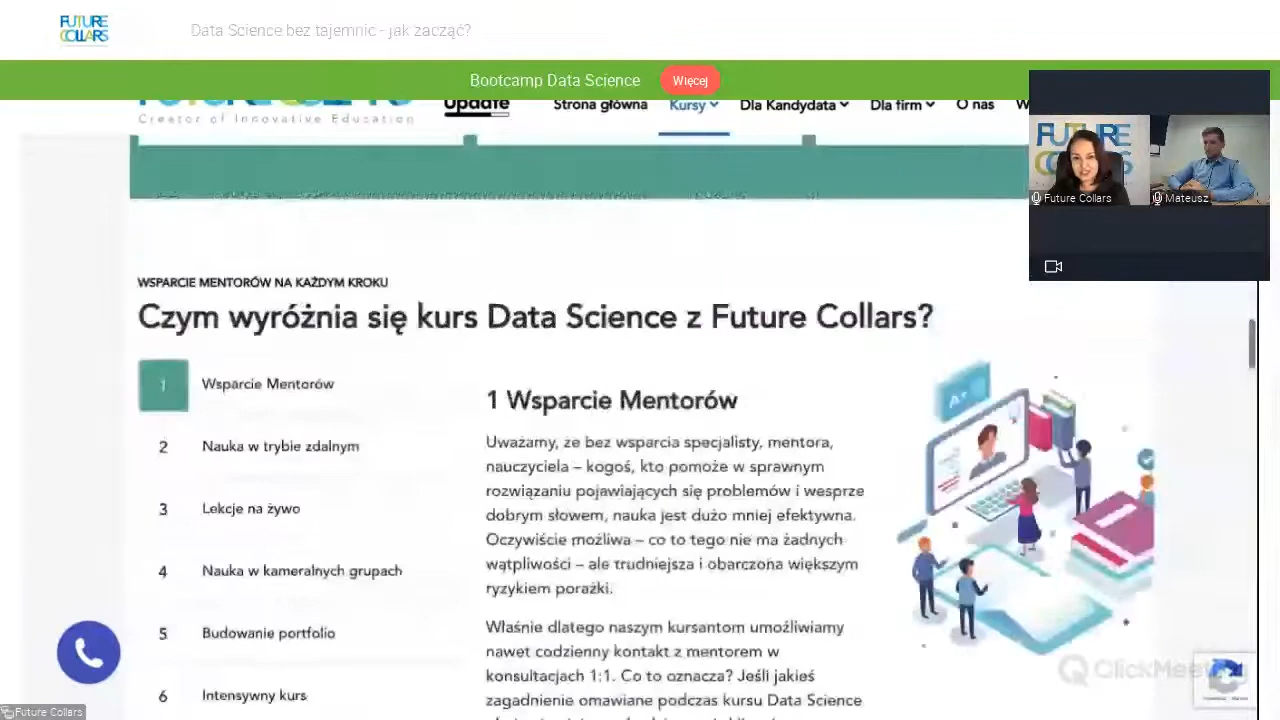 FUTURE
COLLARS
Data Science bez tajemnic - jak zacząć?
Bootcamp Data Science
Więcej
Creator of Innovative Education
Update
Strona główna
Kursy
Dla Kandydata
Dla firm
O nas
FUTURE
COLLARS
Future Collars
Mateusz
WSPARCIE MENTORÓW NA KAŻDYM KROKU
Czym wyróżnia się kurs Data Science z Future Collars?
1 Wsparcie Mentorów
2 Nauka w trybie zdalnym
3 Lekcje na żywo
4 Nauka w kameralnych grupach
5 Budowanie portfolio
6 Intensywny kurs
1 Wsparcie Mentorów
Uważamy, że bez wsparcia specjalisty, mentora,
nauczyciela – kogoś, kto pomoże w sprawnym
rozwiązaniu pojawiających się problemów i wesprze
dobrym słowem, nauka jest dużo mniej efektywna.
Oczywiście możliwa – co to tego nie ma żadnych
wątpliwości – ale trudniejsza i obarczona większym
ryzykiem porażki.
Właśnie dlatego naszym kursantom umożliwiamy
nawet codzienny kontakt z mentorem w
konsultacjach 1:1. Co to oznacza? Jeśli jakieś
zagadnienie omawiane podczas kursu Data Science
A+
ClickMeeting
Future Collars